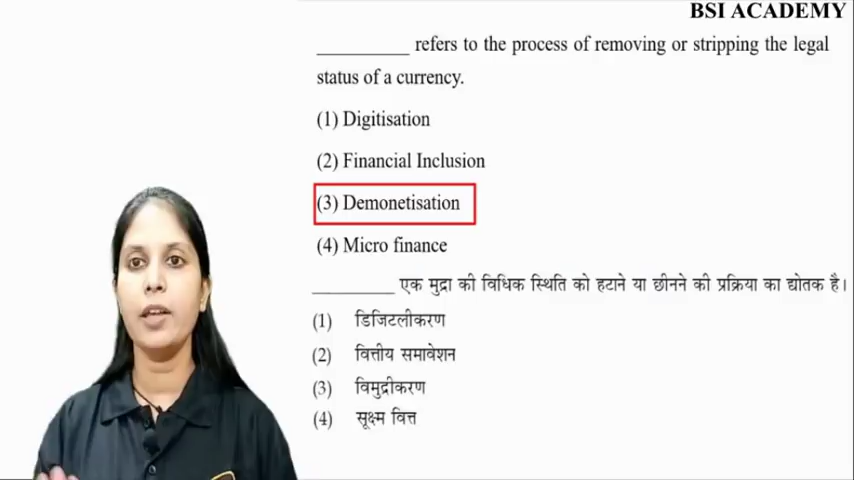 BSI ACADEMY
__________ refers to the process of removing or stripping the legal
status of a currency.
(1) Digitisation
(2) Financial Inclusion
(3) Demonetisation
(4) Micro finance
_________ एक मुद्रा की विधिक स्थिति को हटाने या छीनने की प्रक्रिया का द्योतक है।
(1) डिजिटलीकरण
(2) वित्तीय समावेशन
(3) विमुद्रीकरण
(4) सूक्ष्म वित्त